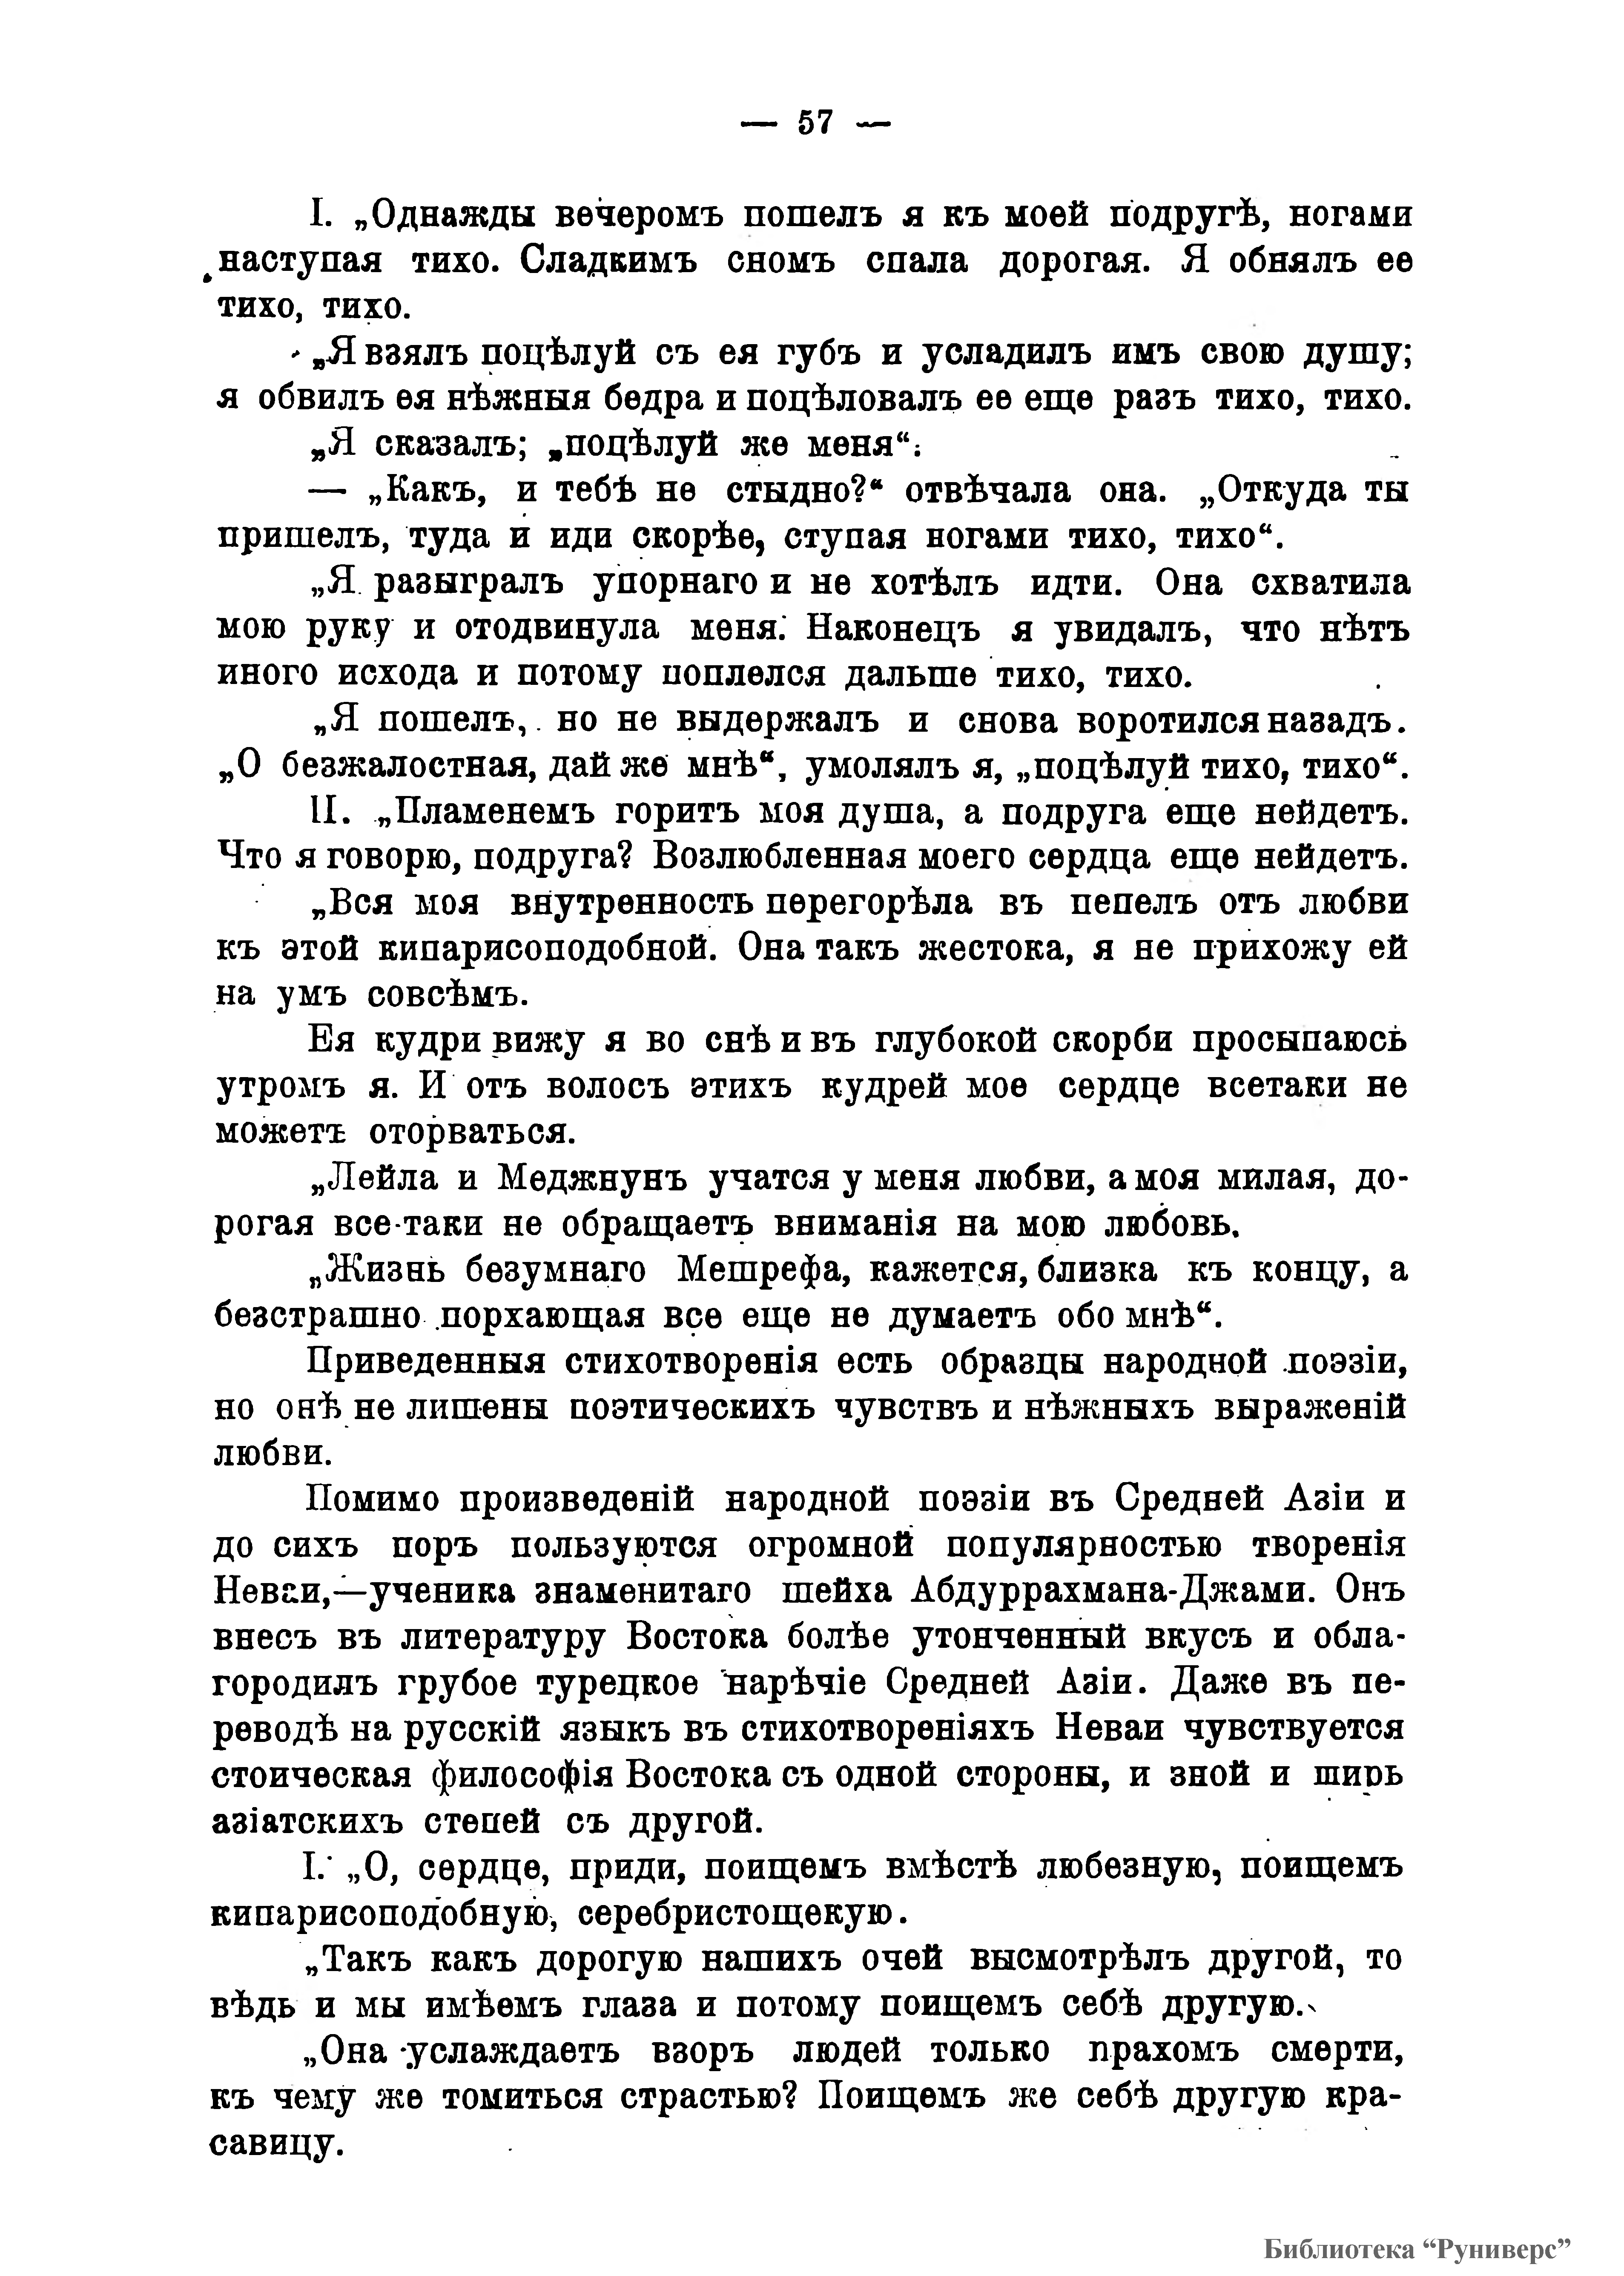 — 57 —
I. „Однажды вечеромъ пошелъ я къ моей подругѣ, ногами
наступая тихо. Сладкимъ сномъ спала дорогая. Я обнялъ ее
тихо, тихо.
„Я взялъ поцѣлуй съ ея губъ и усладилъ имъ свою душу;
я обвилъ ея нѣжныя бедра и поцѣловалъ ее еще разъ тихо, тихо.
„Я сказалъ; „поцѣлуй же меня“:
— „Какъ, и тебѣ не стыдно?“ отвѣчала она. „Откуда ты
пришелъ, туда и иди скорѣе, ступая ногами тихо, тихо“.
„Я разыгралъ упорнаго и не хотѣлъ идти. Она схватила
мою руку и отодвинула меня. Наконецъ я увидалъ, что нѣтъ
иного исхода и потому поплелся дальше тихо, тихо.
„Я пошелъ, но не выдержалъ и снова воротился назадъ.
„О безжалостная, дай же мнѣ“, умолялъ я, „поцѣлуй тихо, тихо“.
II. „Пламенемъ горитъ моя душа, а подруга еще нейдетъ.
Что я говорю, подруга? Возлюбленная моего сердца еще нейдетъ.
„Вся моя внутренность перегорѣла въ пепелъ отъ любви
къ этой кипарисоподобной. Она такъ жестока, я не прихожу ей
на умъ совсѣмъ.
Ея кудри вижу я во снѣ и въ глубокой скорби просыпаюсь
утромъ я. И отъ волосъ этихъ кудрей мое сердце всетаки не
можетъ оторваться.
„Лейла и Меджнунъ учатся у меня любви, а моя милая, до-
рогая все-таки не обращаетъ вниманія на мою любовь.
„Жизнь безумнаго Мешрефа, кажется, близка къ концу, а
безстрашно порхающая все еще не думаетъ обо мнѣ“.
Приведенныя стихотворенія есть образцы народной поэзіи,
но онѣ не лишены поэтическихъ чувствъ и нѣжныхъ выраженій
любви.
Помимо произведеній народной поэзіи въ Средней Азіи и
до сихъ поръ пользуются огромной популярностью творенія
Неваи,—ученика знаменитаго шейха Абдуррахмана-Джами. Онъ
внесъ въ литературу Востока болѣе утонченный вкусъ и обла-
городилъ грубое турецкое нарѣчіе Средней Азіи. Даже въ пе-
реводѣ на русскій языкъ въ стихотвореніяхъ Неваи чувствуется
стоическая философія Востока съ одной стороны, и зной и ширь
азіатскихъ степей съ другой.
I. „О, сердце, приди, поищемъ вмѣстѣ любезную, поищемъ
кипарисоподобную, серебристощекую.
„Такъ какъ дорогую нашихъ очей высмотрѣлъ другой, то
вѣдь и мы имѣемъ глаза и потому поищемъ себѣ другую.
„Она услаждаетъ взоръ людей только прахомъ смерти,
къ чему же томиться страстью? Поищемъ же себѣ другую кра-
савицу.
Библиотека “Руниверс”